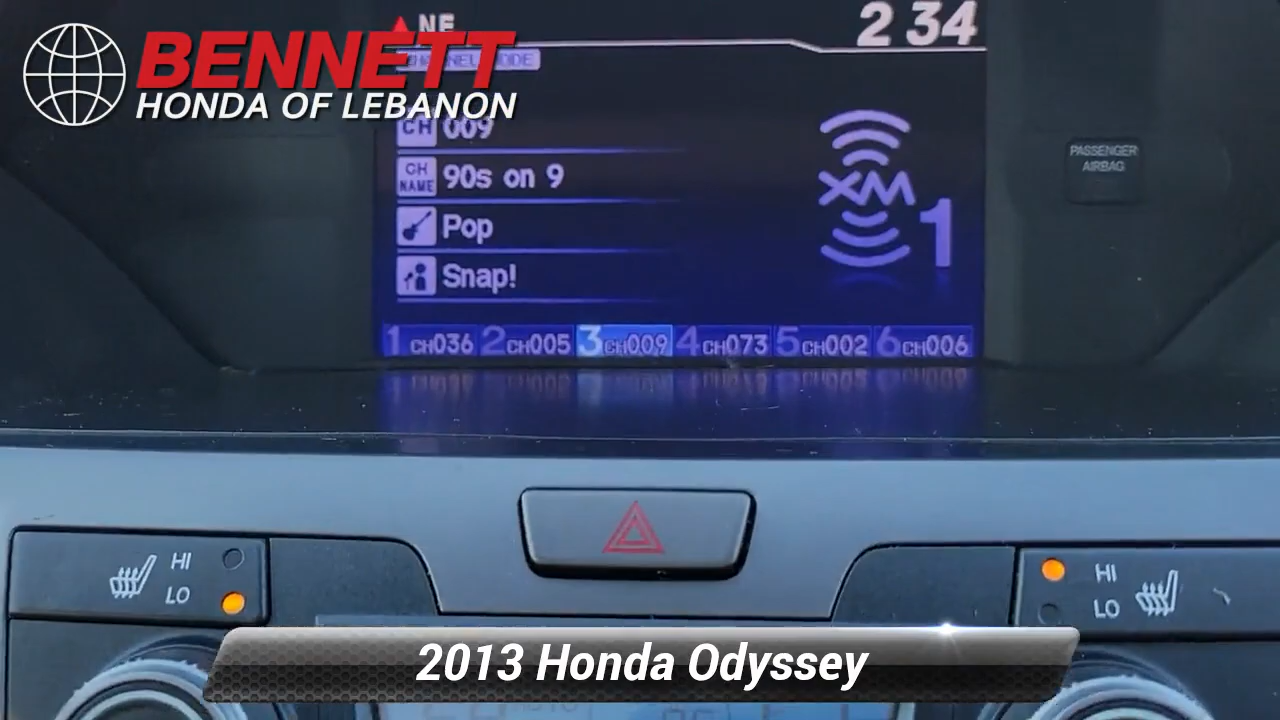 NE
2 34
BENNETT
HONDA OF LEBANON
CH 009
CH NAME 90s on 9
Pop
Snap!
XM
1
1 CH036 2 CH005 3 CH009 4 CH073 5 CH002 6 CH006
PASSENGER
AIRBAG
HI
LO
HI
LO
2013 Honda Odyssey